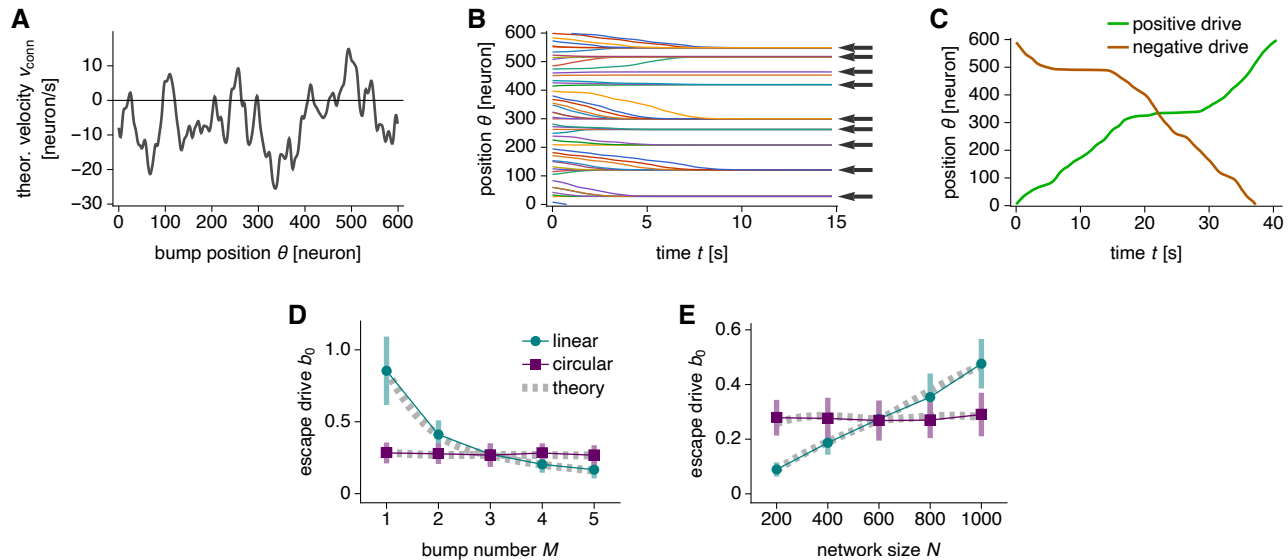 A
theor. velocity vconn
[neuron/s]
10
0
−10
−20
−30
0 100 200 300 400 500 600
bump position θ [neuron]
B
position θ [neuron]
600
500
400
300
200
100
0
0 5 10 15
time t [s]
C
positive drive
negative drive
position θ [neuron]
600
500
400
300
200
100
0
0 10 20 30 40
time t [s]
D
linear
circular
theory
escape drive b0
1.0
0.5
0
1 2 3 4 5
bump number M
E
escape drive b0
0.6
0.4
0.2
0
200 400 600 800 1000
network size N